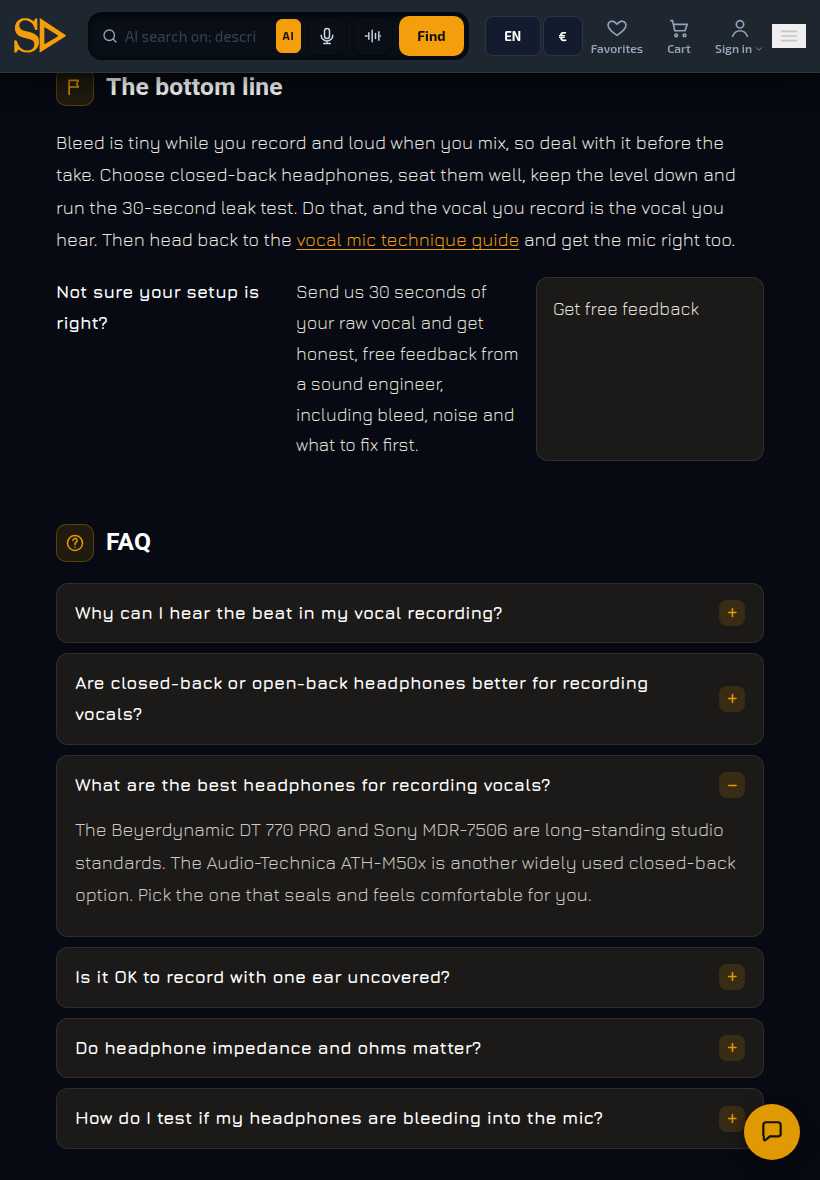 SD
AI search on: descri
AI
Find
EN
€
Favorites
Cart
Sign in
The bottom line
Bleed is tiny while you record and loud when you mix, so deal with it before the
take. Choose closed-back headphones, seat them well, keep the level down and
run the 30-second leak test. Do that, and the vocal you record is the vocal you
hear. Then head back to the vocal mic technique guide and get the mic right too.
Not sure your setup is
right?
Send us 30 seconds of
your raw vocal and get
honest, free feedback from
a sound engineer,
including bleed, noise and
what to fix first.
Get free feedback
FAQ
Why can I hear the beat in my vocal recording?
Are closed-back or open-back headphones better for recording
vocals?
What are the best headphones for recording vocals?
The Beyerdynamic DT 770 PRO and Sony MDR-7506 are long-standing studio
standards. The Audio-Technica ATH-M50x is another widely used closed-back
option. Pick the one that seals and feels comfortable for you.
Is it OK to record with one ear uncovered?
Do headphone impedance and ohms matter?
How do I test if my headphones are bleeding into the mic?